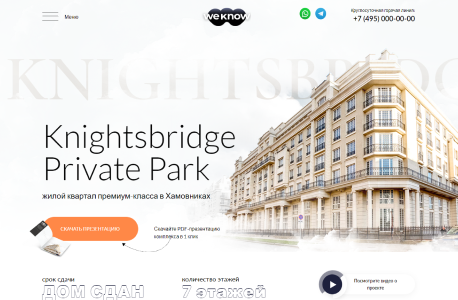 Меню
we know
Круглосуточная горячая линия
+7 (495) 000-00-00
KNIGHTSBRIDG
Knightsbridge
Private Park
жилой квартал премиум-класса в Хамовниках
СКАЧАТЬ ПРЕЗЕНТАЦИЮ
Скачайте PDF-презентацию
комплекса в 1 клик
срок сдачи
ДОМ СДАН
количество этажей
7 этажей
Посмотрите видео о
проекте